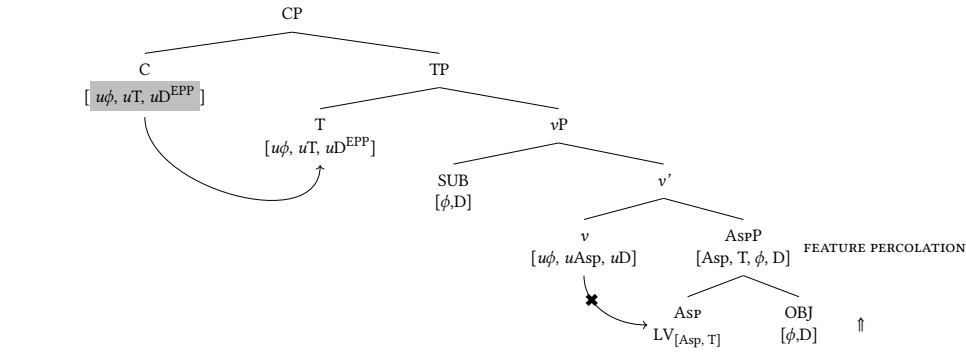 CP
C TP
[ uϕ, uT, uD^EPP ]
T vP
[uϕ, uT, uD^EPP]
SUB v'
[ϕ,D]
v AspP
[uϕ, uAsp, uD] [Asp, T, ϕ, D] FEATURE PERCOLATION
Asp OBJ
LV_[Asp, T] [ϕ,D] ⇑